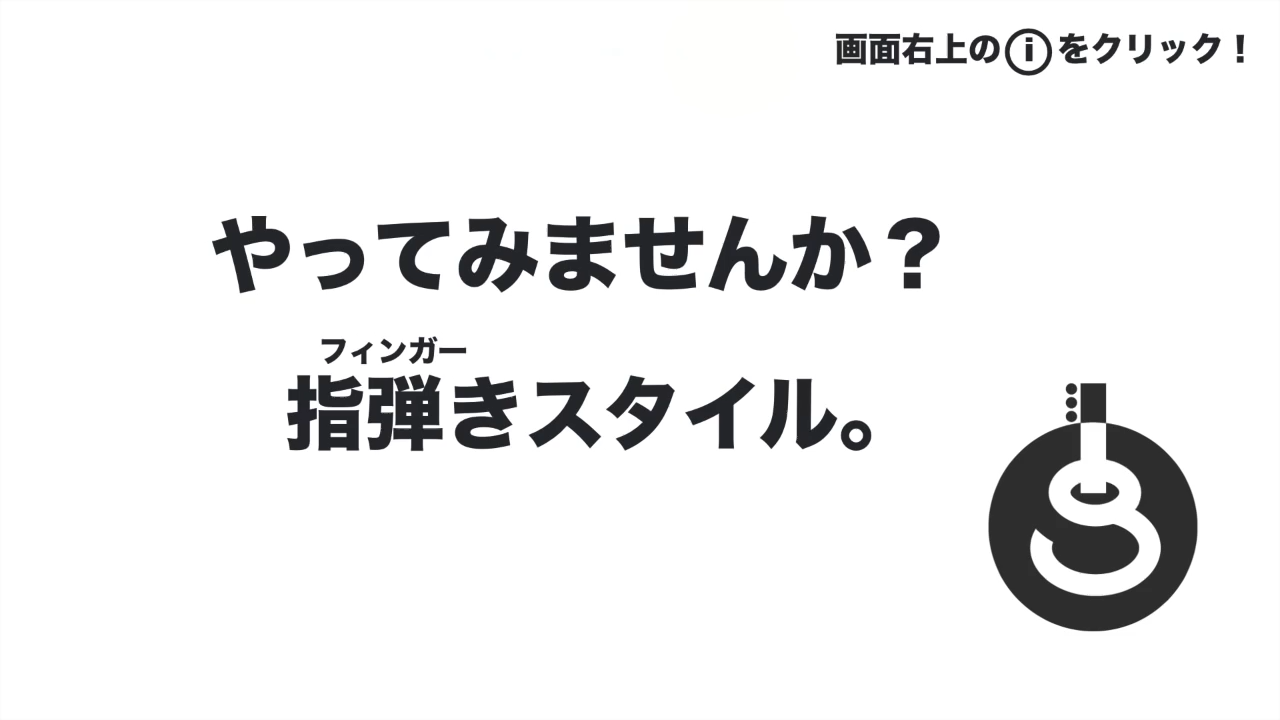 画面右上のⓘをクリック！
やってみませんか？
フィンガー
指弾きスタイル。